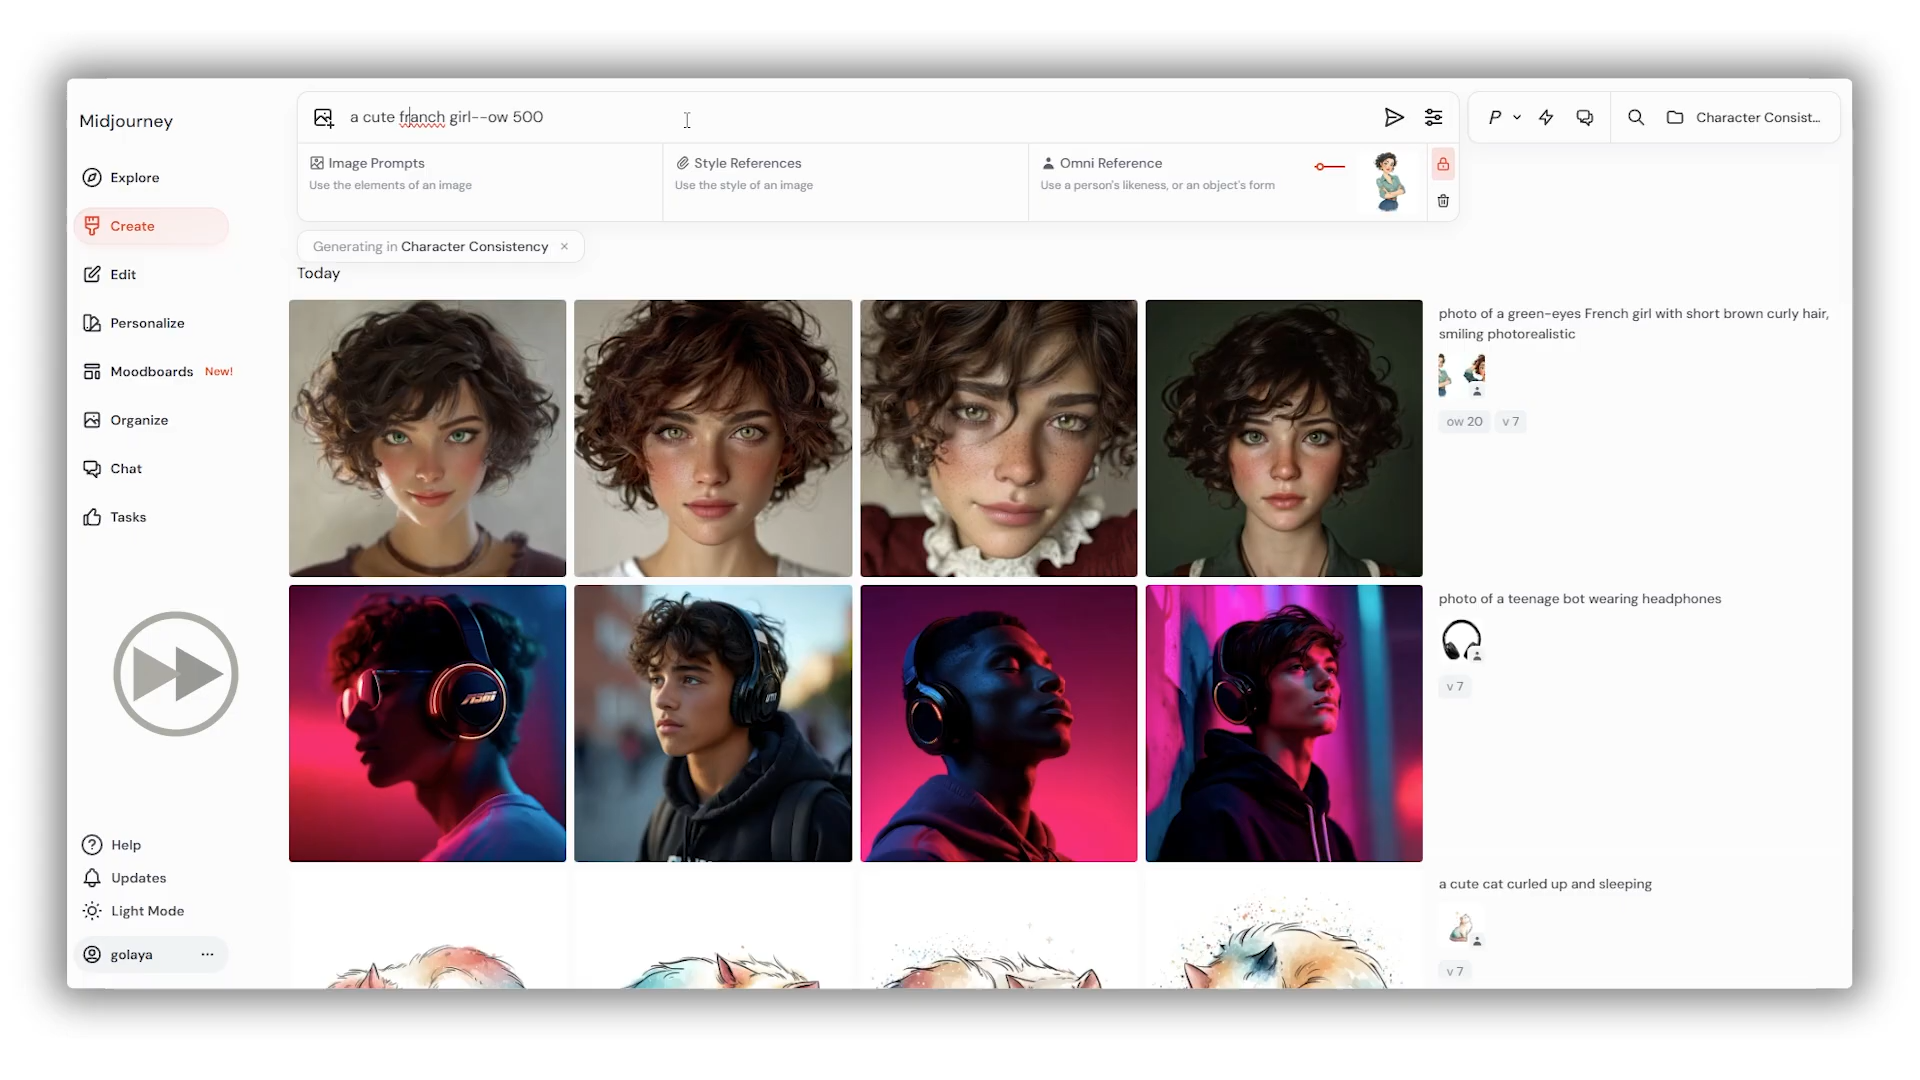 Midjourney
a cute franch girl--ow 500
P
Character Consist...
Image Prompts
Use the elements of an image
Style References
Use the style of an image
Omni Reference
Use a person's likeness, or an object's form
Explore
Create
Edit
Personalize
Moodboards New!
Organize
Chat
Tasks
Generating in Character Consistency ×
Today
photo of a green-eyes French girl with short brown curly hair,
smiling photorealistic
ow 20 v 7
photo of a teenage bot wearing headphones
v 7
a cute cat curled up and sleeping
v 7
Help
Updates
Light Mode
golaya ...